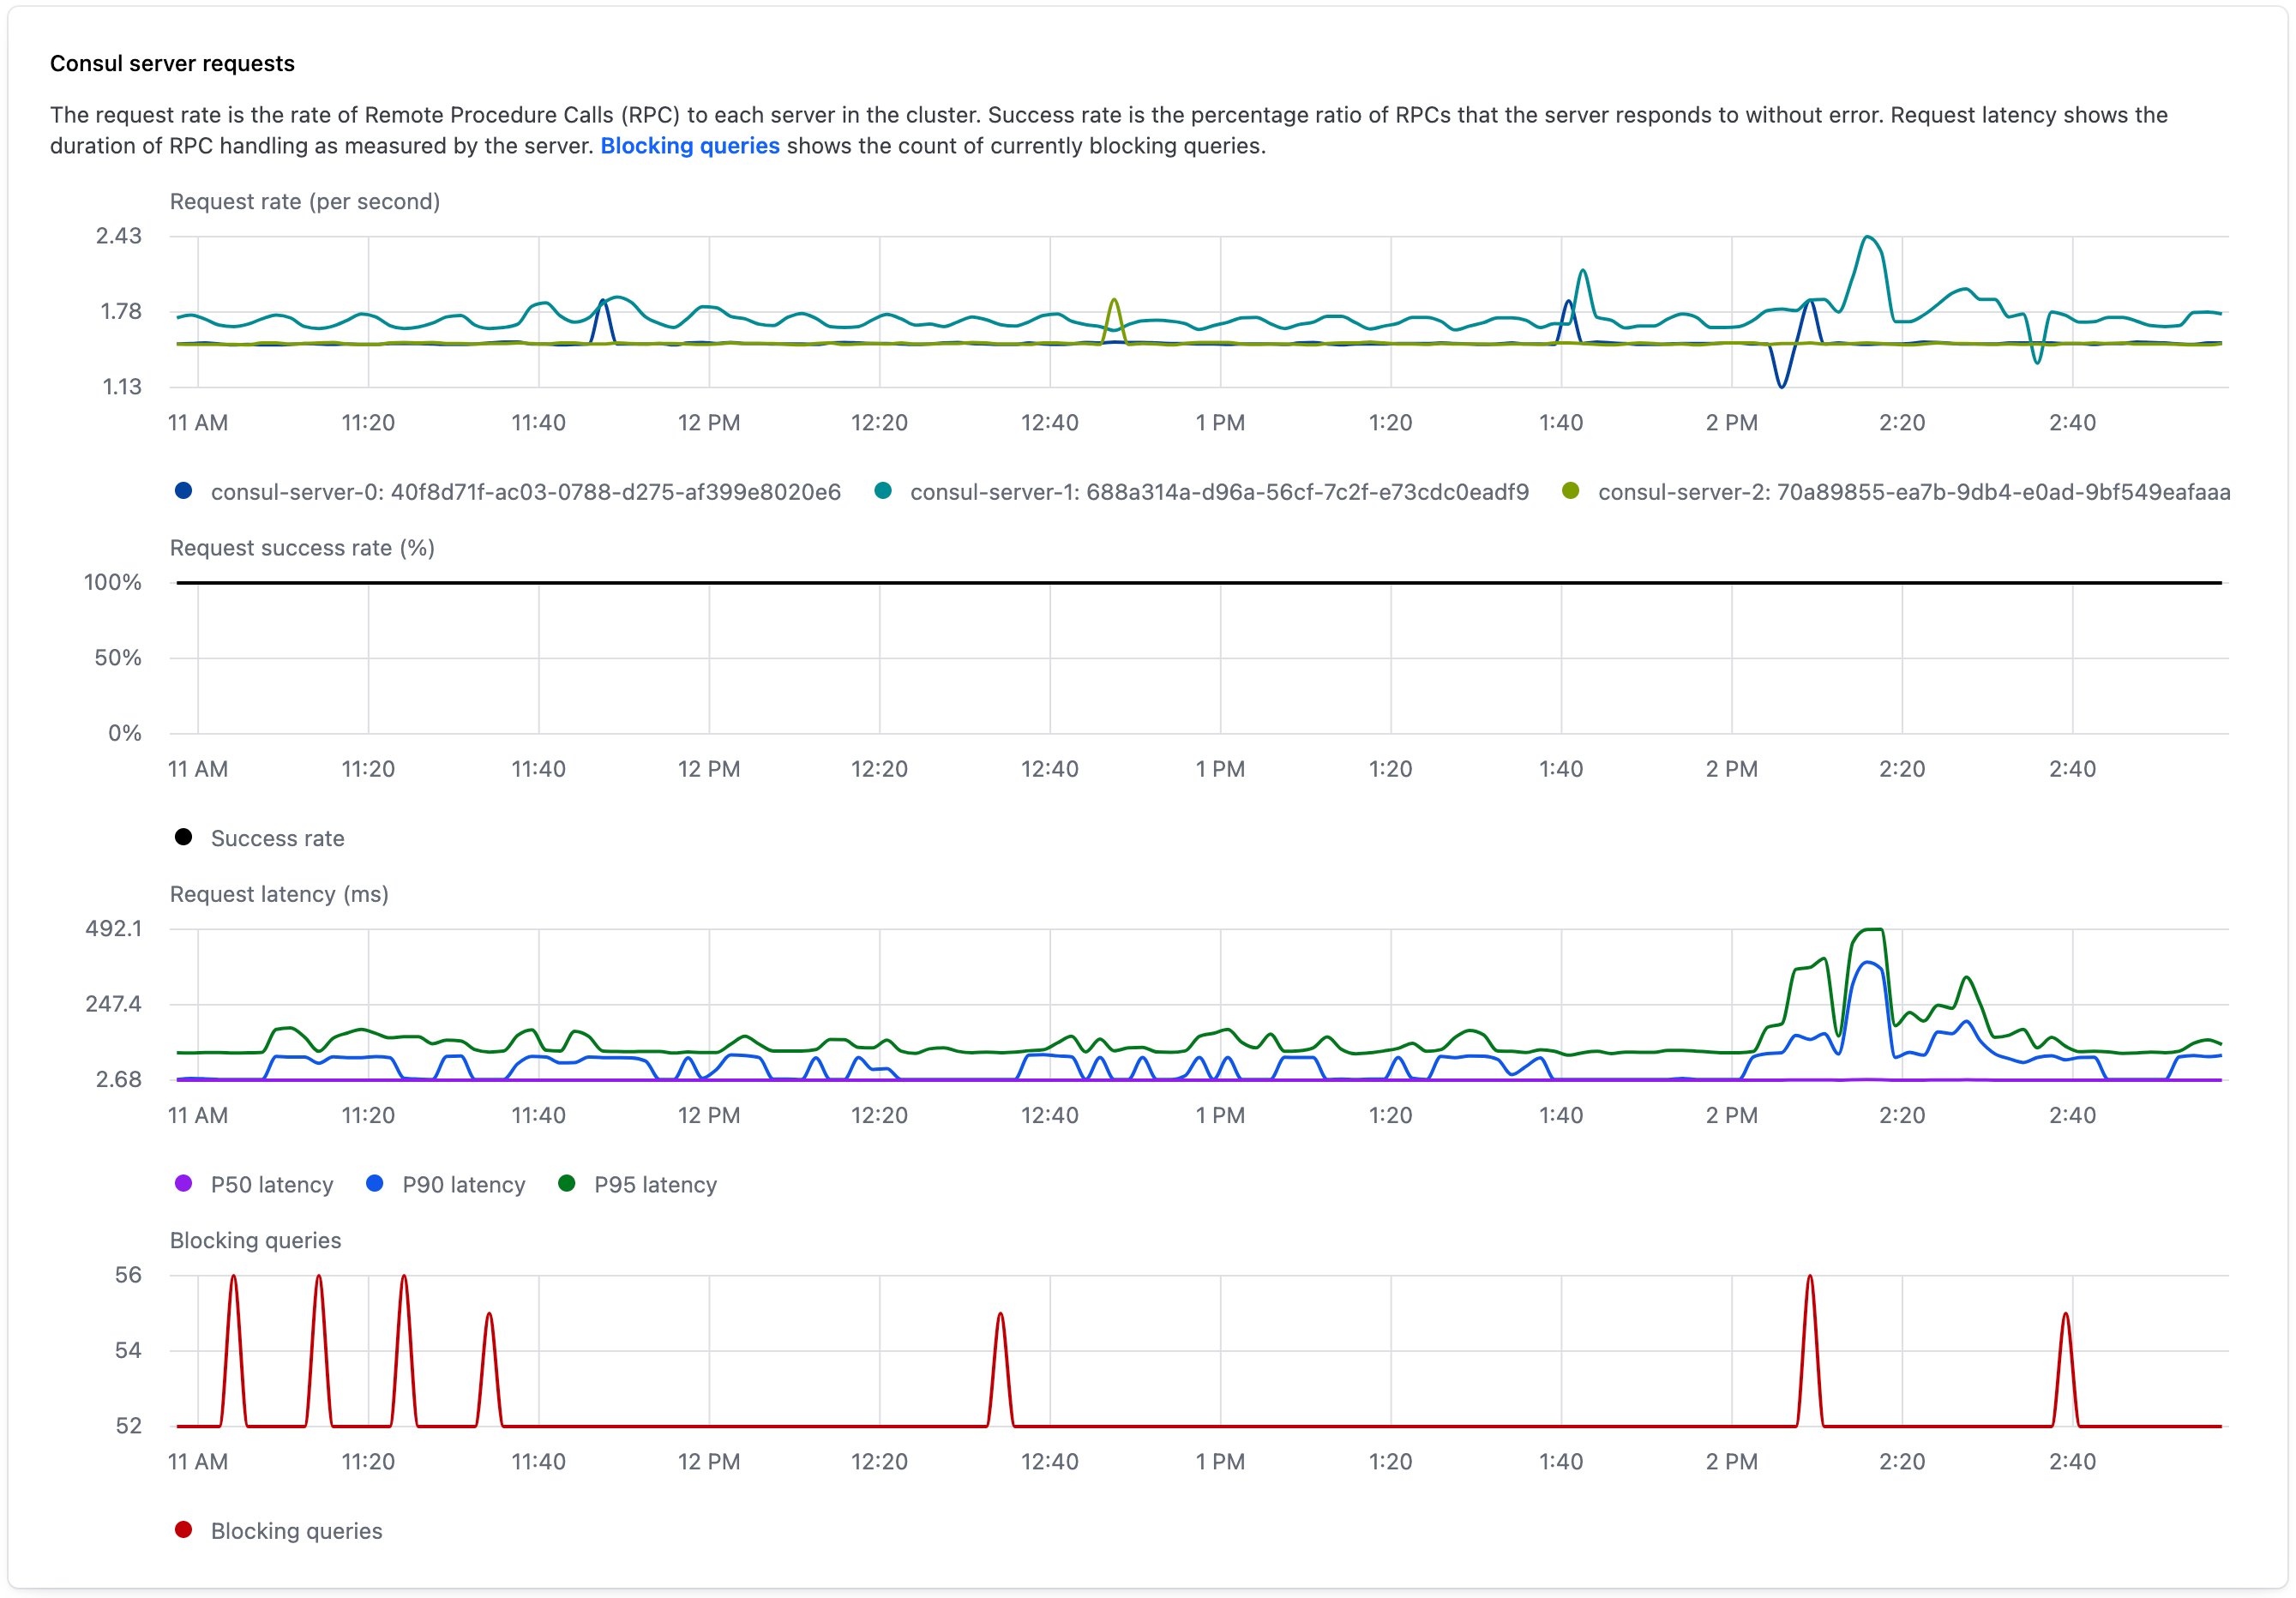 Consul server requests
The request rate is the rate of Remote Procedure Calls (RPC) to each server in the cluster. Success rate is the percentage ratio of RPCs that the server responds to without error. Request latency shows the
duration of RPC handling as measured by the server. Blocking queries shows the count of currently blocking queries.
Request rate (per second)
2.43
1.78
1.13
11 AM 11:20 11:40 12 PM 12:20 12:40 1 PM 1:20 1:40 2 PM 2:20 2:40
consul-server-0: 40f8d71f-ac03-0788-d275-af399e8020e6 consul-server-1: 688a314a-d96a-56cf-7c2f-e73cdc0eadf9 consul-server-2: 70a89855-ea7b-9db4-e0ad-9bf549eafaaa
Request success rate (%)
100%
50%
0%
11 AM 11:20 11:40 12 PM 12:20 12:40 1 PM 1:20 1:40 2 PM 2:20 2:40
Success rate
Request latency (ms)
492.1
247.4
2.68
11 AM 11:20 11:40 12 PM 12:20 12:40 1 PM 1:20 1:40 2 PM 2:20 2:40
P50 latency P90 latency P95 latency
Blocking queries
56
54
52
11 AM 11:20 11:40 12 PM 12:20 12:40 1 PM 1:20 1:40 2 PM 2:20 2:40
Blocking queries